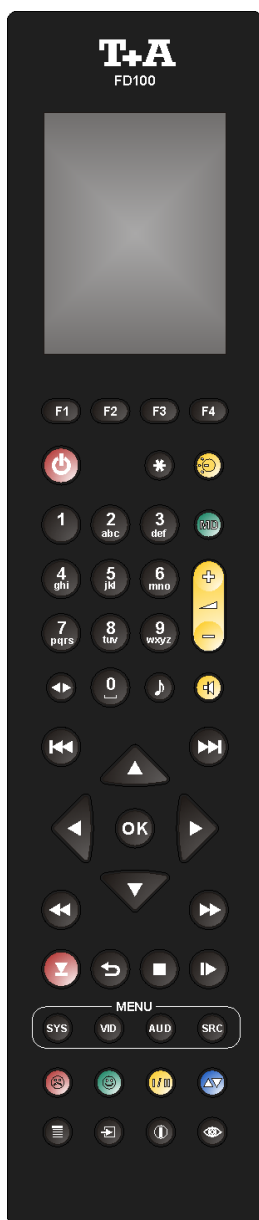 T+A
FD100
F1 F2 F3 F4
1 2 3 MD
abc def
4 5 6
ghi jkl mno
7 8 9
pqrs tuv wxyz
0
OK
MENU
SYS VID AUD SRC
I/II